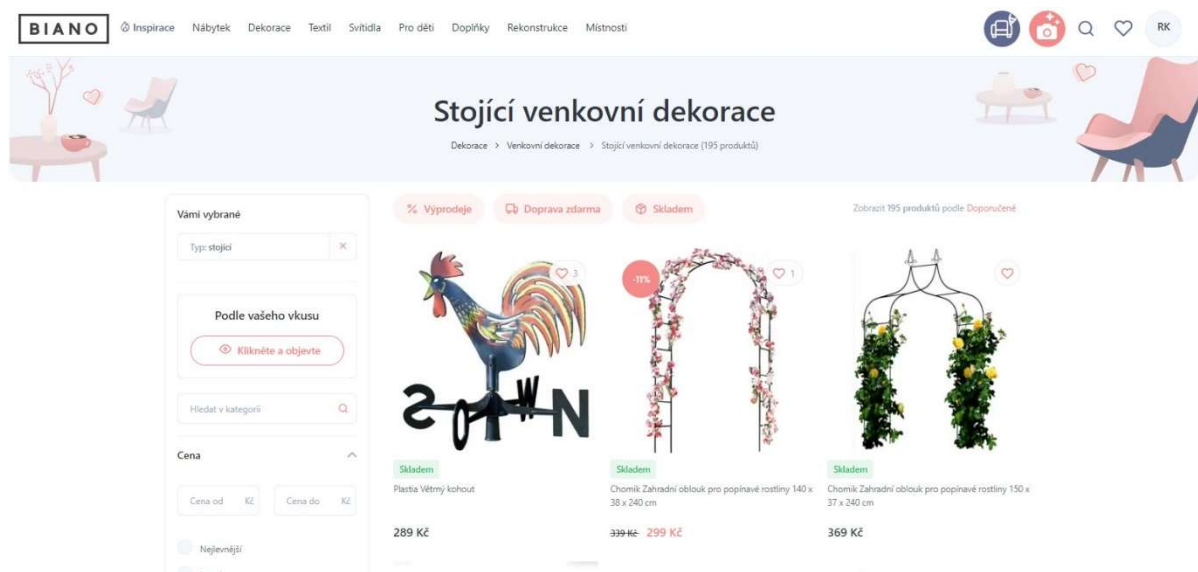 BIANO
Inspirace Nábytek Dekorace Textil Svítidla Pro děti Doplňky Rekonstrukce Místnosti
RK
Stojící venkovní dekorace
Dekorace > Venkovní dekorace > Stojící venkovní dekorace (195 produktů)
Vámi vybrané
Typ: stojící ×
Podle vašeho vkusu
Klikněte a objevte
Hledat v kategorii
Cena
Cena od Kč Cena do Kč
Nejlevnější
% Výprodeje Doprava zdarma Skladem
Zobrazit 195 produktů podle Doporučené
3
S O W N
Skladem
Plastia Větrný kohout
289 Kč
-11%
1
Skladem
Chomik Zahradní oblouk pro popínavé rostliny 140 x
38 x 240 cm
339 Kč 299 Kč
Skladem
Chomik Zahradní oblouk pro popínavé rostliny 150 x
37 x 240 cm
369 Kč